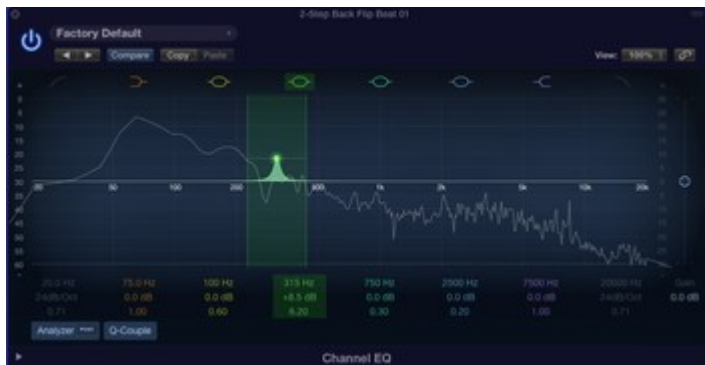 2-Step Back Flip Beat 01
Factory Default
Compare Copy Paste View: 100%
20 50 100 200 500 1k 2k 5k 10k 20k
20.0 Hz 75.0 Hz 100 Hz 315 Hz 750 Hz 2500 Hz 7500 Hz 20000 Hz Gain
24dB/Oct 0.0 dB 0.0 dB +8.5 dB 0.0 dB 0.0 dB 0.0 dB 24dB/Oct 0.0 dB
0.71 1.00 0.60 6.20 0.30 0.20 1.00 0.71
Analyzer Q-Couple
Channel EQ